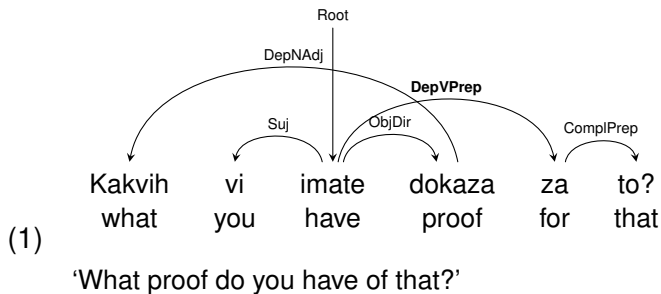 Root
DepNAdj
DepVPrep
Suj
ObjDir
ComplPrep
Kakvih vi imate dokaza za to?
what you have proof for that
(1)
‘What proof do you have of that?’